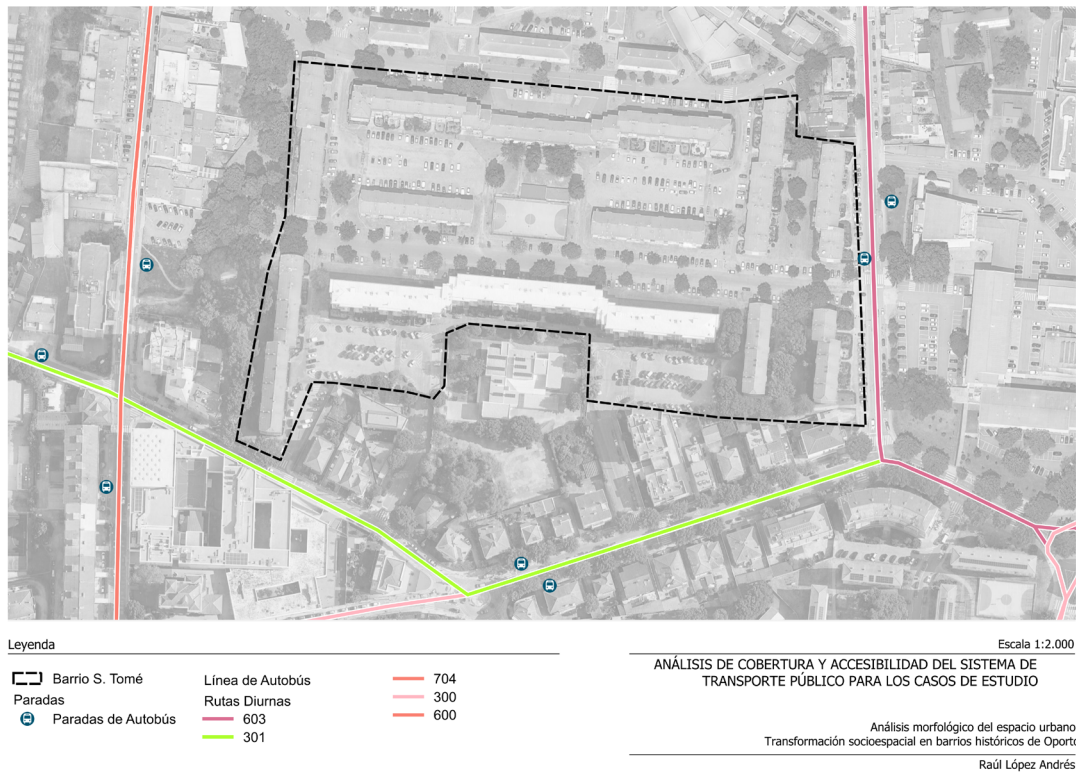 Leyenda
Barrio S. Tomé
Paradas
Paradas de Autobús
Línea de Autobús
Rutas Diurnas
603
301
704
300
600
Escala 1:2.000
ANÁLISIS DE COBERTURA Y ACCESIBILIDAD DEL SISTEMA DE
TRANSPORTE PÚBLICO PARA LOS CASOS DE ESTUDIO
Análisis morfológico del espacio urbano
Transformación socioespacial en barrios históricos de Oporto
Raúl López Andrés